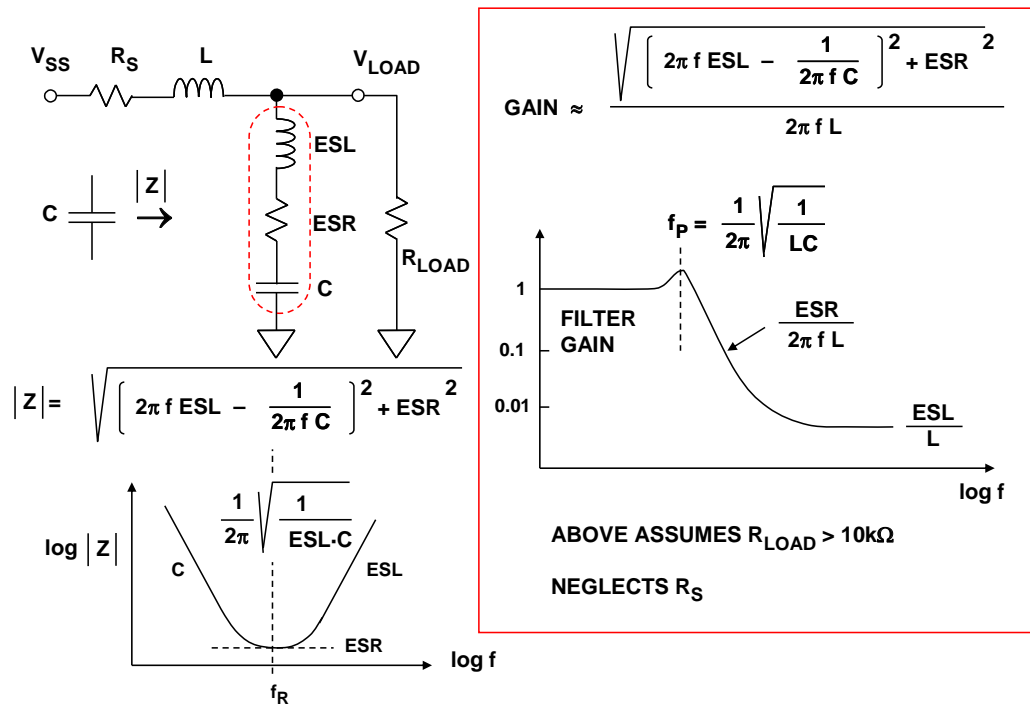 V_SS
R_S
L
V_LOAD
ESL
ESR
C
R_LOAD
C
|Z|
|Z| = √((2π f ESL − 1/(2π f C))² + ESR²)
log |Z|
1/2π √(1/(ESL·C))
C
ESL
ESR
log f
f_R
GAIN ≈ √((2π f ESL − 1/(2π f C))² + ESR²) / (2π f L)
f_P = 1/2π √(1/LC)
1
0.1
0.01
FILTER
GAIN
ESR/(2π f L)
ESL/L
log f
ABOVE ASSUMES R_LOAD > 10kΩ
NEGLECTS R_S